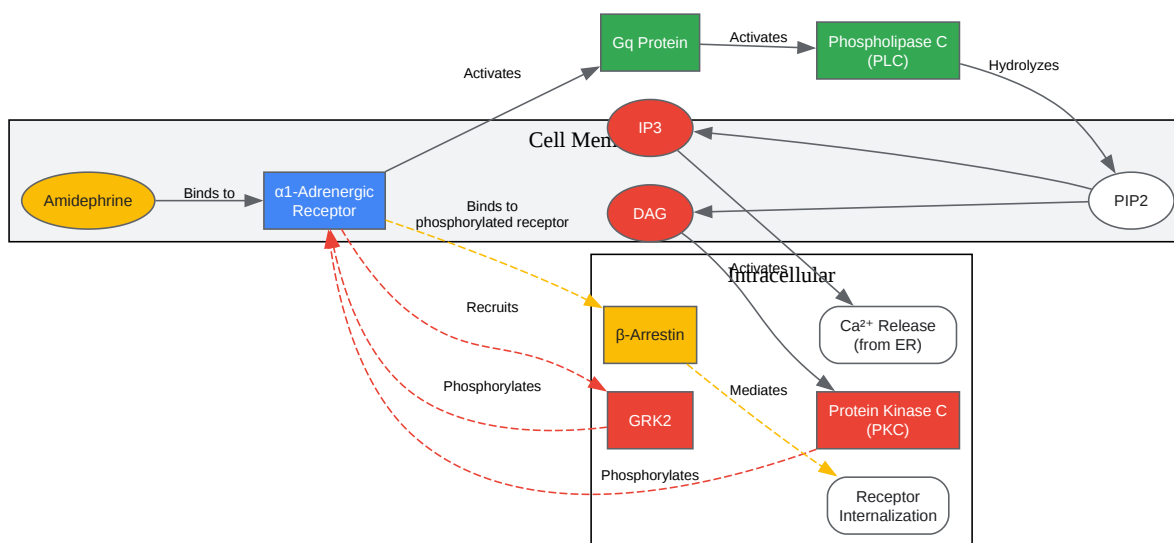 Gq Protein
Activates
Phospholipase C
(PLC)
Hydrolyzes
Activates
IP3
Cell Mem
Amidephrine
Binds to
α1-Adrenergic
Receptor
Binds to
phosphorylated receptor
DAG
PIP2
Activates
Intracellular
Recruits
β-Arrestin
Ca²⁺ Release
(from ER)
Phosphorylates
Mediates
GRK2
Protein Kinase C
(PKC)
Phosphorylates
Receptor
Internalization